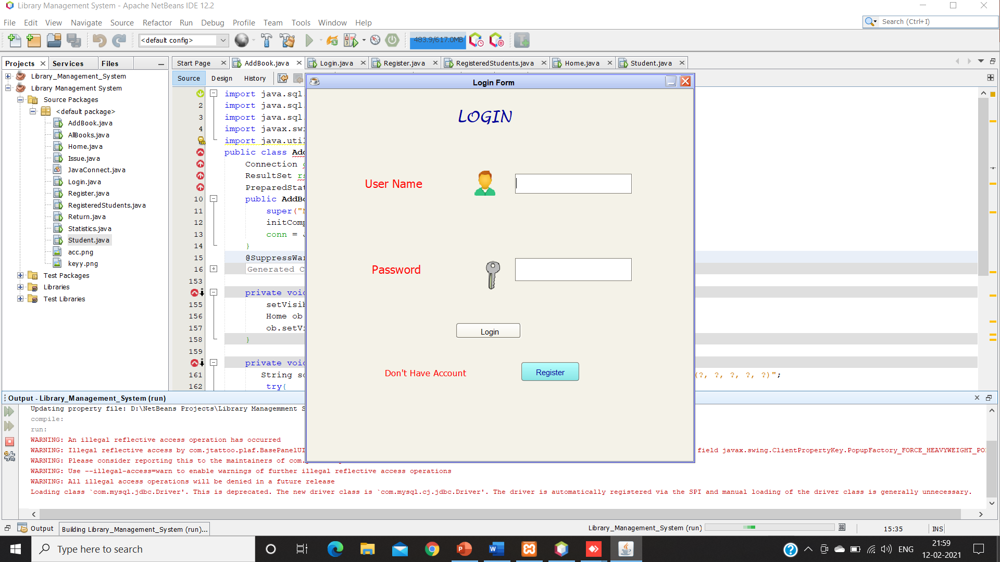 Library Management System - Apache NetBeans IDE 12.2
File Edit View Navigate Source Refactor Run Debug Profile Team Tools Window Help
Search (Ctrl+I)
<default config>
483.9/617.0MB
Projects Services Files
Start Page AddBook.java Login.java Register.java RegisteredStudents.java Home.java Student.java
Source Design History
Library_Management_System
Library Management System
Source Packages
<default package>
AddBook.java
AllBooks.java
Home.java
Issue.java
JavaConnect.java
Login.java
Register.java
RegisteredStudents.java
Return.java
Statistics.java
Student.java
acc.png
keyy.png
Test Packages
Libraries
Test Libraries
import java.sql.
2 import java.sql.
3 import java.sql.
4 import javax.swi
import java.util
public class Add
Connection
ResultSet rs
PreparedStat
10 public AddBo
11 super("N
12 initComp
13 conn = J
14 }
15 @SuppressWar
16 Generated C
153
private void
155 setVisib
156 Home ob
157 ob.setVi
158 }
159
private void
161 String sq (?, ?, ?, ?, ?)";
162 try{
Login Form
LOGIN
User Name
Password
Login
Don't Have Account
Register
Output - Library_Management_System (run)
Updating property file: D:\NetBeans Projects\Library Managemment S
compile:
run:
WARNING: An illegal reflective access operation has occurred
WARNING: Illegal reflective access by com.jtattoo.plaf.BasePanelUI field javax.swing.ClientPropertyKey.PopupFactory_FORCE_HEAVYWEIGHT_PO
WARNING: Please consider reporting this to the maintainers of com.
WARNING: Use --illegal-access=warn to enable warnings of further illegal reflective access operations
WARNING: All illegal access operations will be denied in a future release
Loading class `com.mysql.jdbc.Driver'. This is deprecated. The new driver class is `com.mysql.cj.jdbc.Driver'. The driver is automatically registered via the SPI and manual loading of the driver class is generally unnecessary.
Output
Building Library_Management_System (run)...
Library_Management_System (run)
15:35
INS
Type here to search
ENG
21:59
12-02-2021